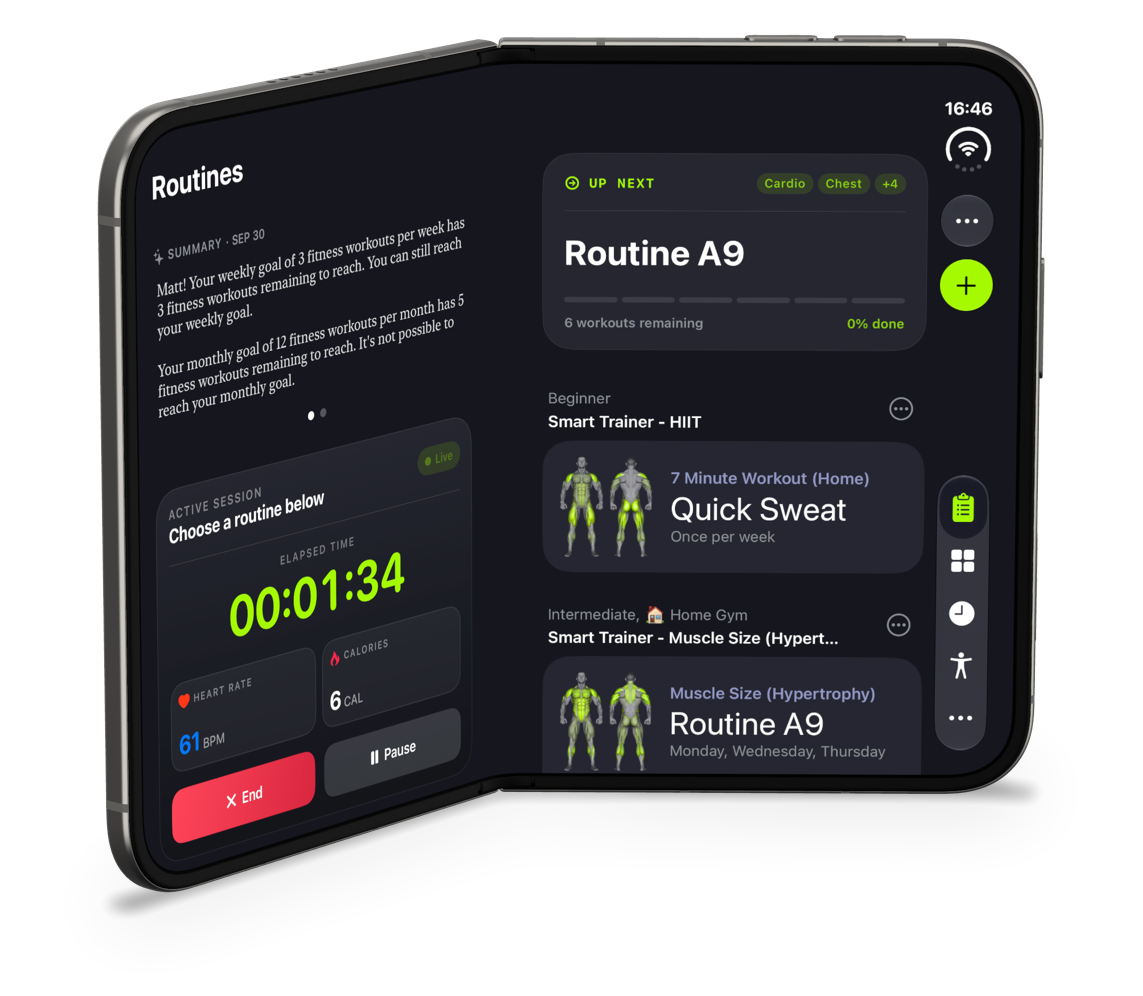 Routines
SUMMARY · SEP 30
Matt! Your weekly goal of 3 fitness workouts per week has
3 fitness workouts remaining to reach. You can still reach
your weekly goal.
Your monthly goal of 12 fitness workouts per month has 5
fitness workouts remaining to reach. It's not possible to
reach your monthly goal.
ACTIVE SESSION
Live
Choose a routine below
ELAPSED TIME
00:01:34
HEART RATE
61 BPM
CALORIES
6 CAL
End
Pause
16:46
UP NEXT
Cardio Chest +4
Routine A9
6 workouts remaining
0% done
Beginner
Smart Trainer - HIIT
7 Minute Workout (Home)
Quick Sweat
Once per week
Intermediate, 🏠 Home Gym
Smart Trainer - Muscle Size (Hypert...
Muscle Size (Hypertrophy)
Routine A9
Monday, Wednesday, Thursday